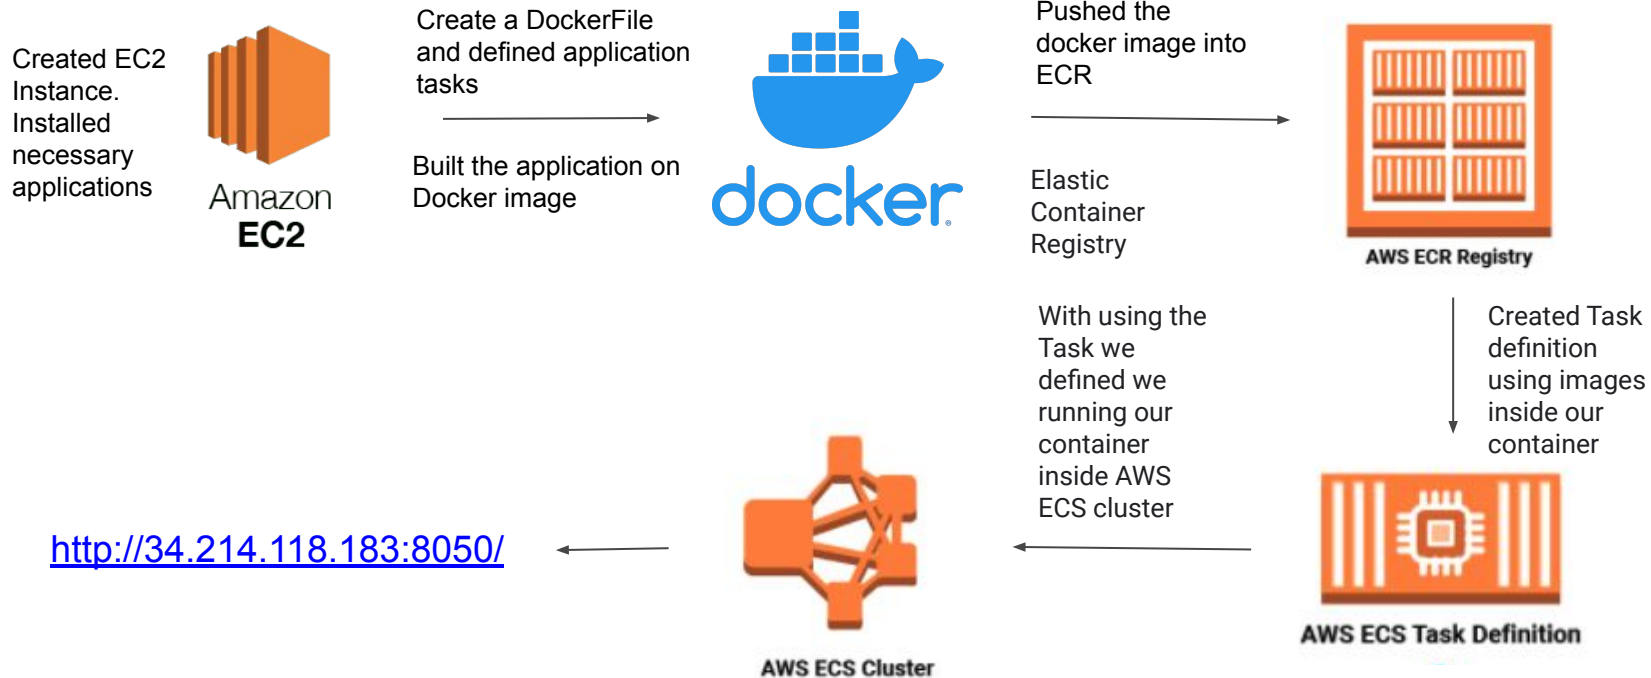 Created EC2
Instance.
Installed
necessary
applications
Amazon
EC2
Create a DockerFile
and defined application
tasks
Built the application on
Docker image
docker
Pushed the
docker image into
ECR
Elastic
Container
Registry
AWS ECR Registry
Created Task
definition
using images
inside our
container
AWS ECS Task Definition
With using the
Task we
defined we
running our
container
inside AWS
ECS cluster
AWS ECS Cluster
http://34.214.118.183:8050/